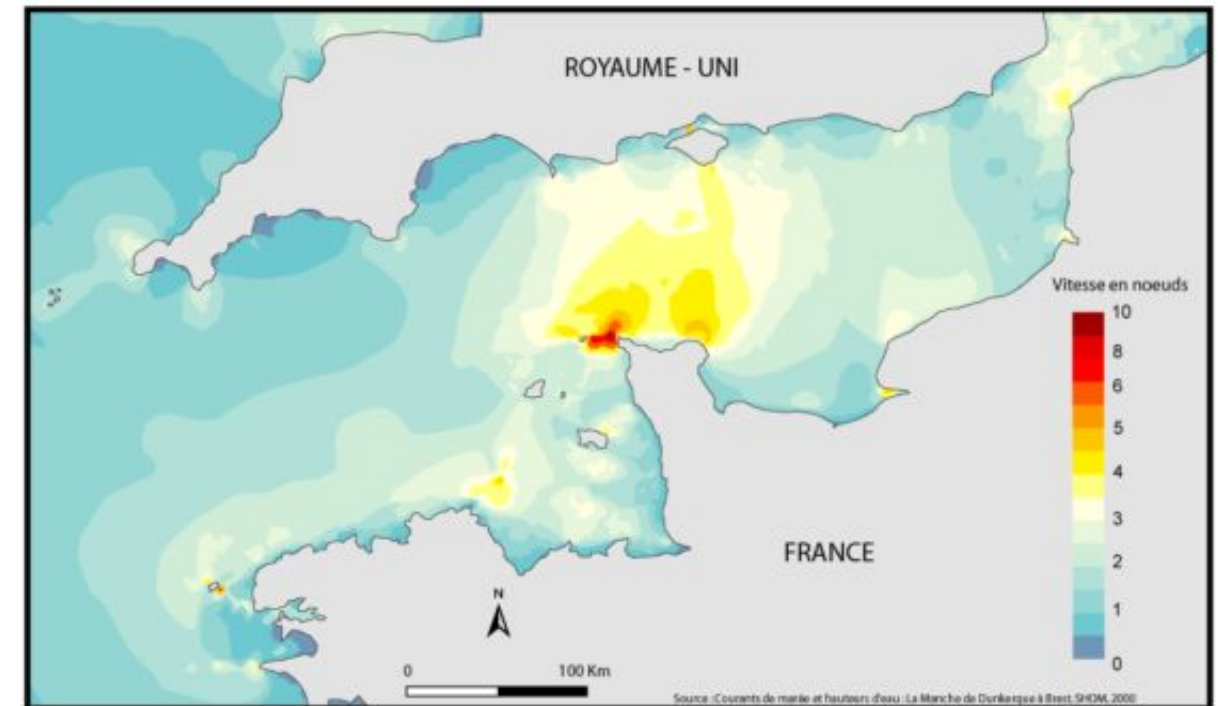 ROYAUME - UNI
Vitesse en noeuds
10
8
6
5
4
3
2
1
0
FRANCE
N
0 100 Km
Source : Courants de marée et hauteurs d'eau : La Manche de Dunkerque à Brest, SHOM, 2000